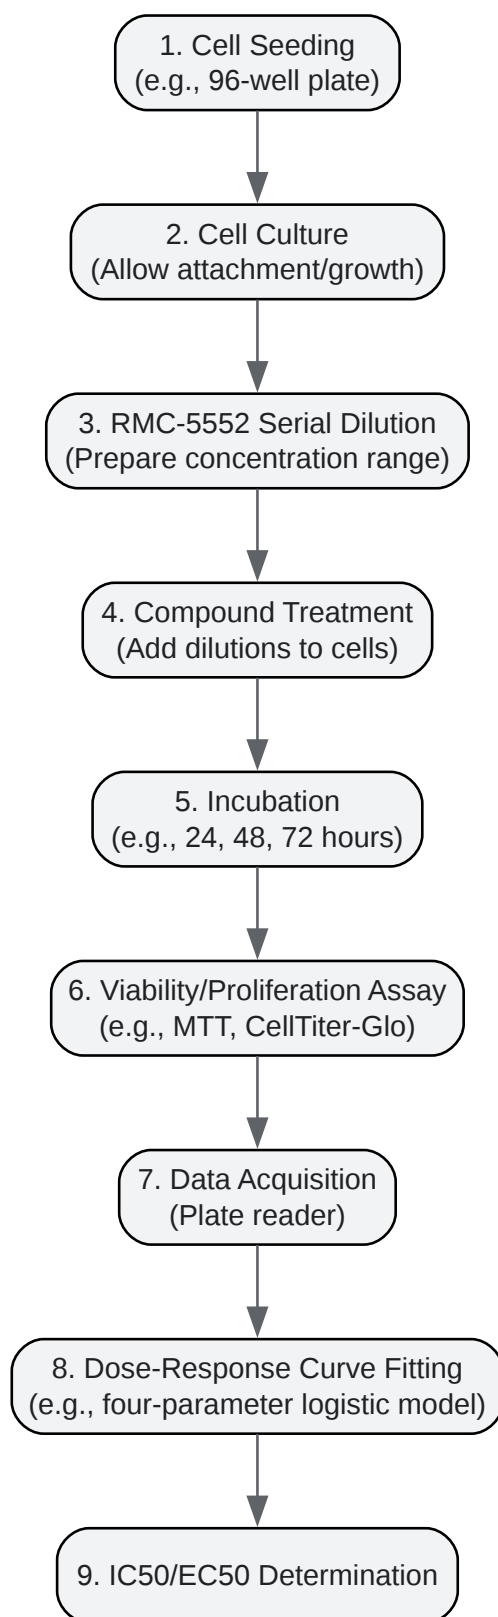 1. Cell Seeding
(e.g., 96-well plate)
2. Cell Culture
(Allow attachment/growth)
3. RMC-5552 Serial Dilution
(Prepare concentration range)
4. Compound Treatment
(Add dilutions to cells)
5. Incubation
(e.g., 24, 48, 72 hours)
6. Viability/Proliferation Assay
(e.g., MTT, CellTiter-Glo)
7. Data Acquisition
(Plate reader)
8. Dose-Response Curve Fitting
(e.g., four-parameter logistic model)
9. IC50/EC50 Determination